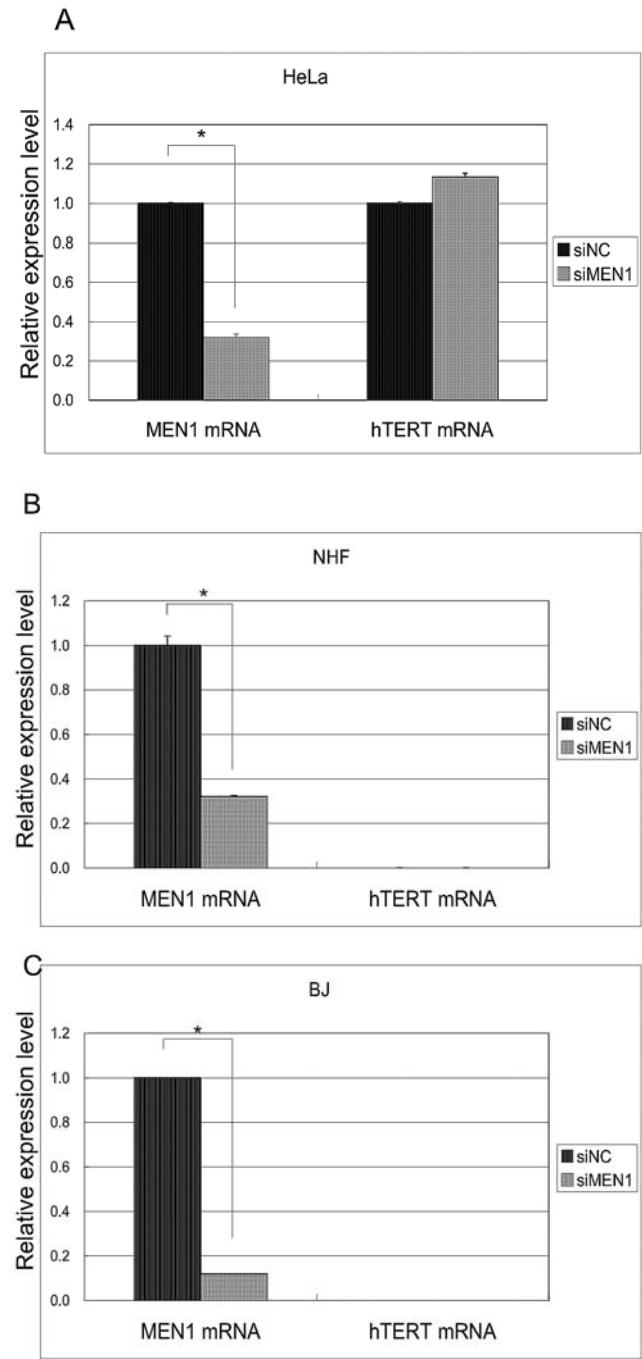 A
HeLa
Relative expression level
1.4
1.2
1.0
0.8
0.6
0.4
0.2
0.0
*
MEN1 mRNA
hTERT mRNA
siNC
siMEN1
B
NHF
Relative expression level
1.2
1.0
0.8
0.6
0.4
0.2
0.0
*
MEN1 mRNA
hTERT mRNA
siNC
siMEN1
C
BJ
Relative expression level
1.2
1.0
0.8
0.6
0.4
0.2
0.0
*
MEN1 mRNA
hTERT mRNA
siNC
siMEN1